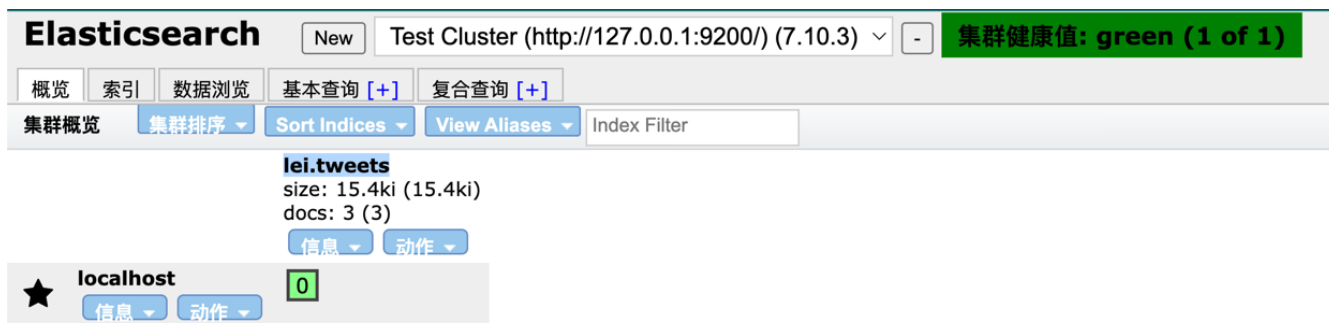 Elasticsearch New Test Cluster (http://127.0.0.1:9200/) (7.10.3) - 集群健康值: green (1 of 1)
概览 索引 数据浏览 基本查询 [+] 复合查询 [+]
集群概览 集群排序 Sort Indices View Aliases Index Filter
lei.tweets
size: 15.4ki (15.4ki)
docs: 3 (3)
信息 动作
localhost 0
信息 动作